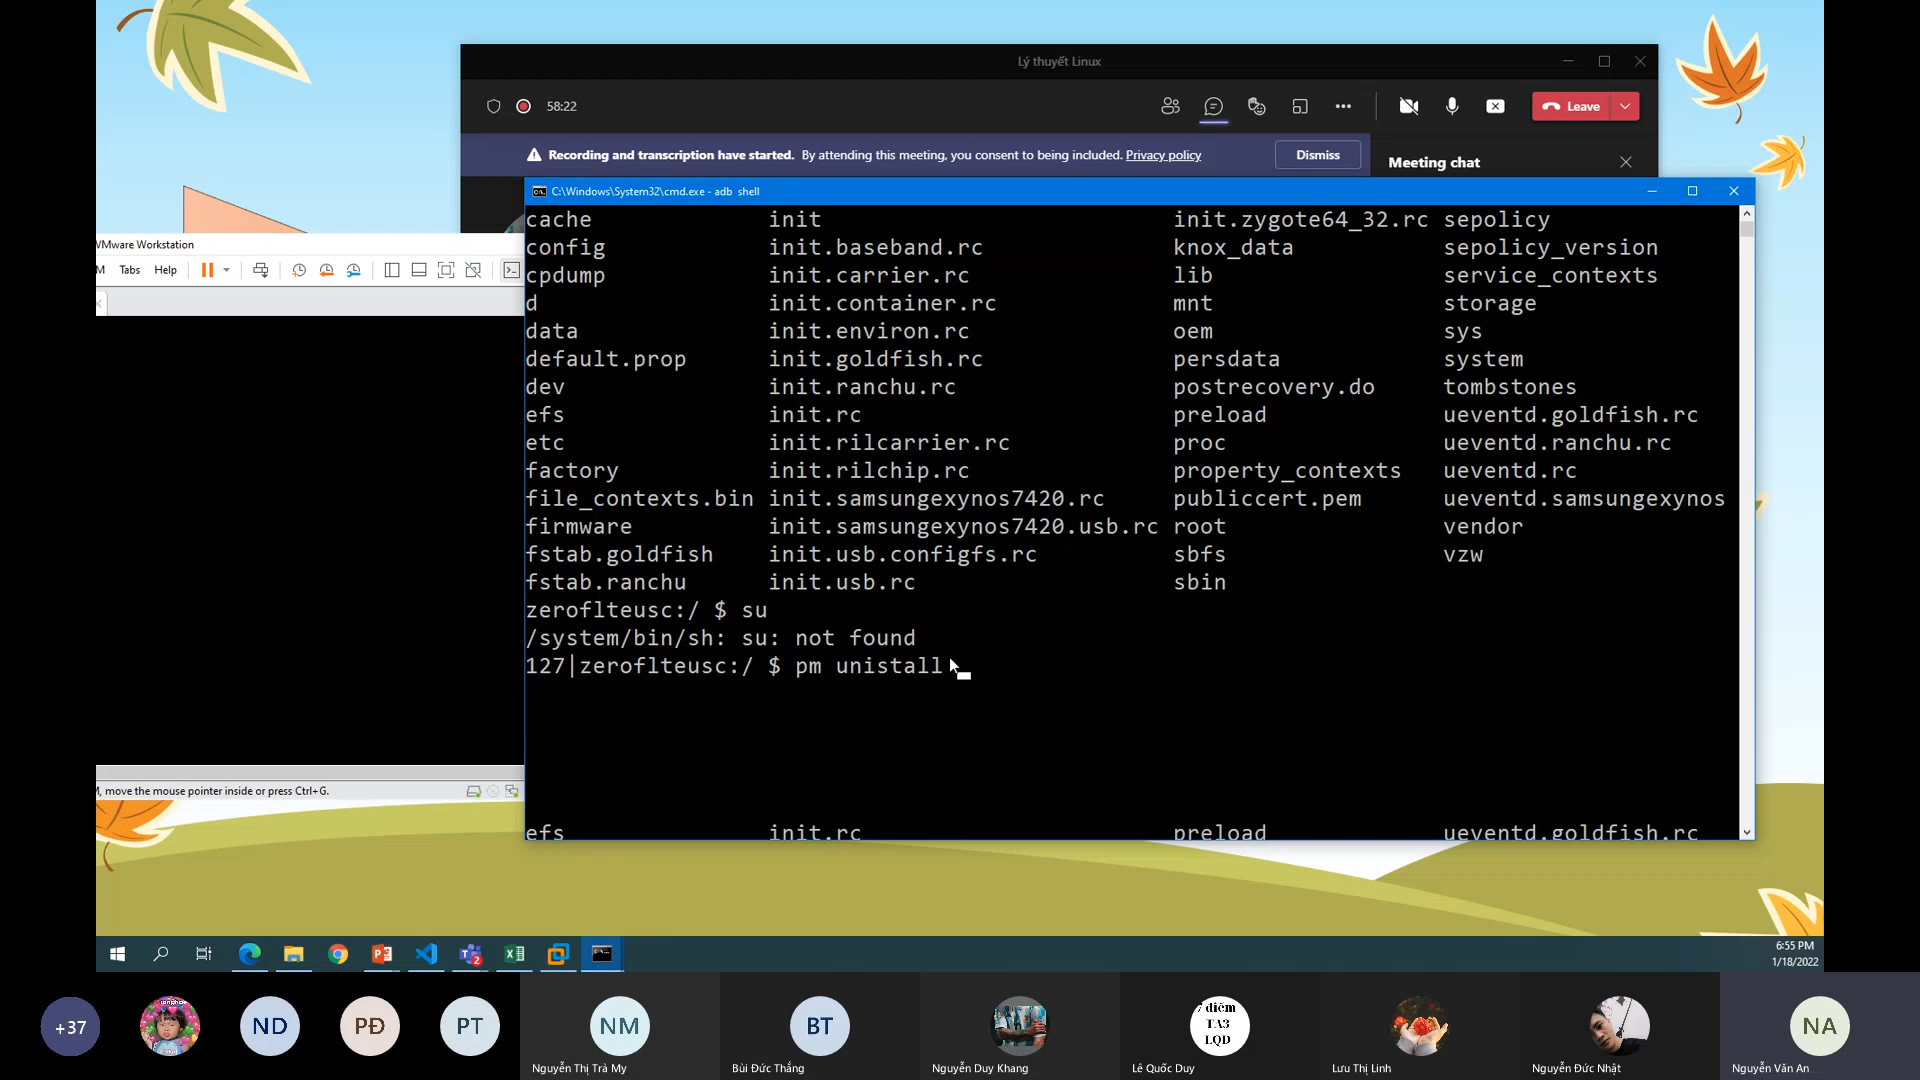 Lý thuyết Linux
58:22
Leave
Recording and transcription have started. By attending this meeting, you consent to being included. Privacy policy
Dismiss
Meeting chat
VMware Workstation
M Tabs Help
C:\Windows\System32\cmd.exe - adb shell
cache init init.zygote64_32.rc sepolicy
config init.baseband.rc knox_data sepolicy_version
cpdump init.carrier.rc lib service_contexts
d init.container.rc mnt storage
data init.environ.rc oem sys
default.prop init.goldfish.rc persdata system
dev init.ranchu.rc postrecovery.do tombstones
efs init.rc preload ueventd.goldfish.rc
etc init.rilcarrier.rc proc ueventd.ranchu.rc
factory init.rilchip.rc property_contexts ueventd.rc
file_contexts.bin init.samsungexynos7420.rc publiccert.pem ueventd.samsungexynos
firmware init.samsungexynos7420.usb.rc root vendor
fstab.goldfish init.usb.configfs.rc sbfs vzw
fstab.ranchu init.usb.rc sbin
zeroflteusc:/ $ su
/system/bin/sh: su: not found
127|zeroflteusc:/ $ pm unistall
efs init.rc preload ueventd.goldfish.rc
M, move the mouse pointer inside or press Ctrl+G.
2
6:55 PM
1/18/2022
+37
ND
PĐ
PT
NM
Nguyễn Thị Trà My
BT
Bùi Đức Thắng
Nguyễn Duy Khang
7 điểm
TA3
LQD
Lê Quốc Duy
Lưu Thị Linh
Nguyễn Đức Nhật
NA
Nguyễn Văn An